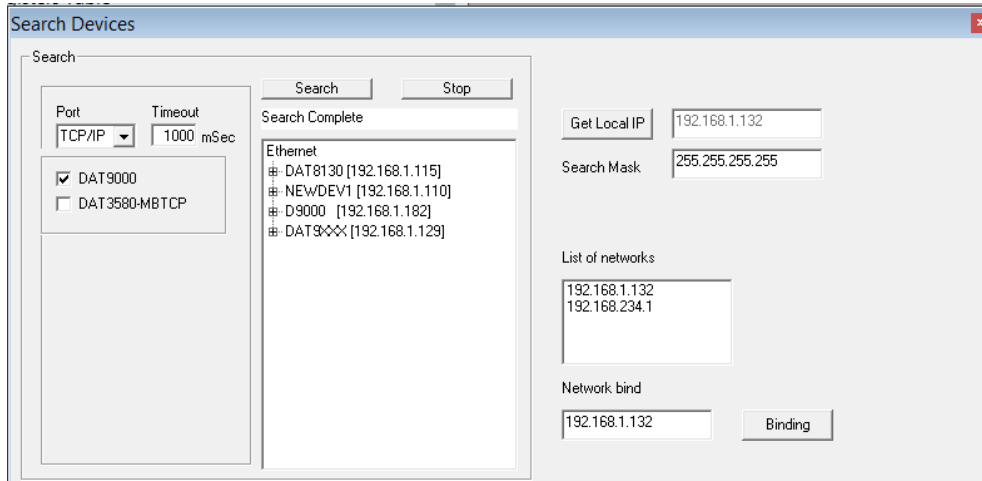 Search Devices
Search
Search Stop
Port Timeout
Search Complete
TCP/IP 1000 mSec
DAT9000
DAT3580-MBTCP
Ethernet
DAT8130 [192.168.1.115]
NEWDEV1 [192.168.1.110]
D9000 [192.168.1.182]
DAT9XXX [192.168.1.129]
Get Local IP 192.168.1.132
Search Mask 255.255.255.255
List of networks
192.168.1.132
192.168.234.1
Network bind
192.168.1.132 Binding